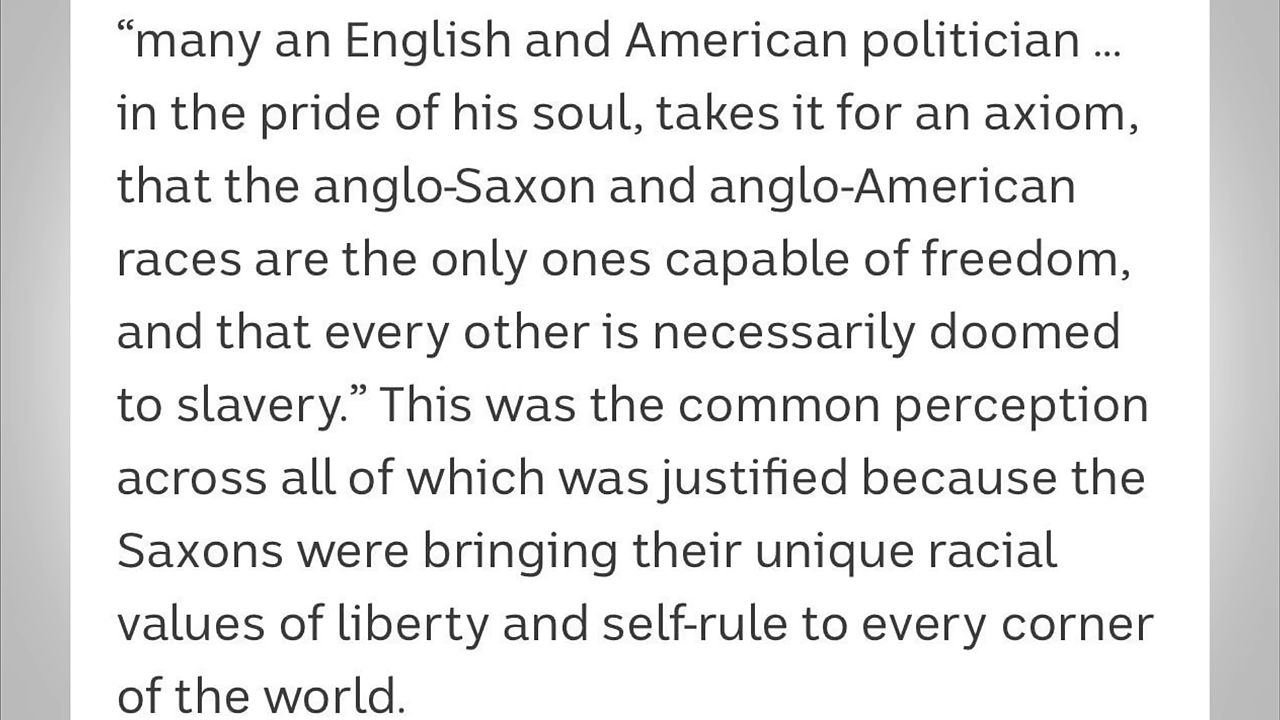 “many an English and American politician ...
in the pride of his soul, takes it for an axiom,
that the anglo-Saxon and anglo-American
races are the only ones capable of freedom,
and that every other is necessarily doomed
to slavery.” This was the common perception
across all of which was justified because the
Saxons were bringing their unique racial
values of liberty and self-rule to every corner
of the world.